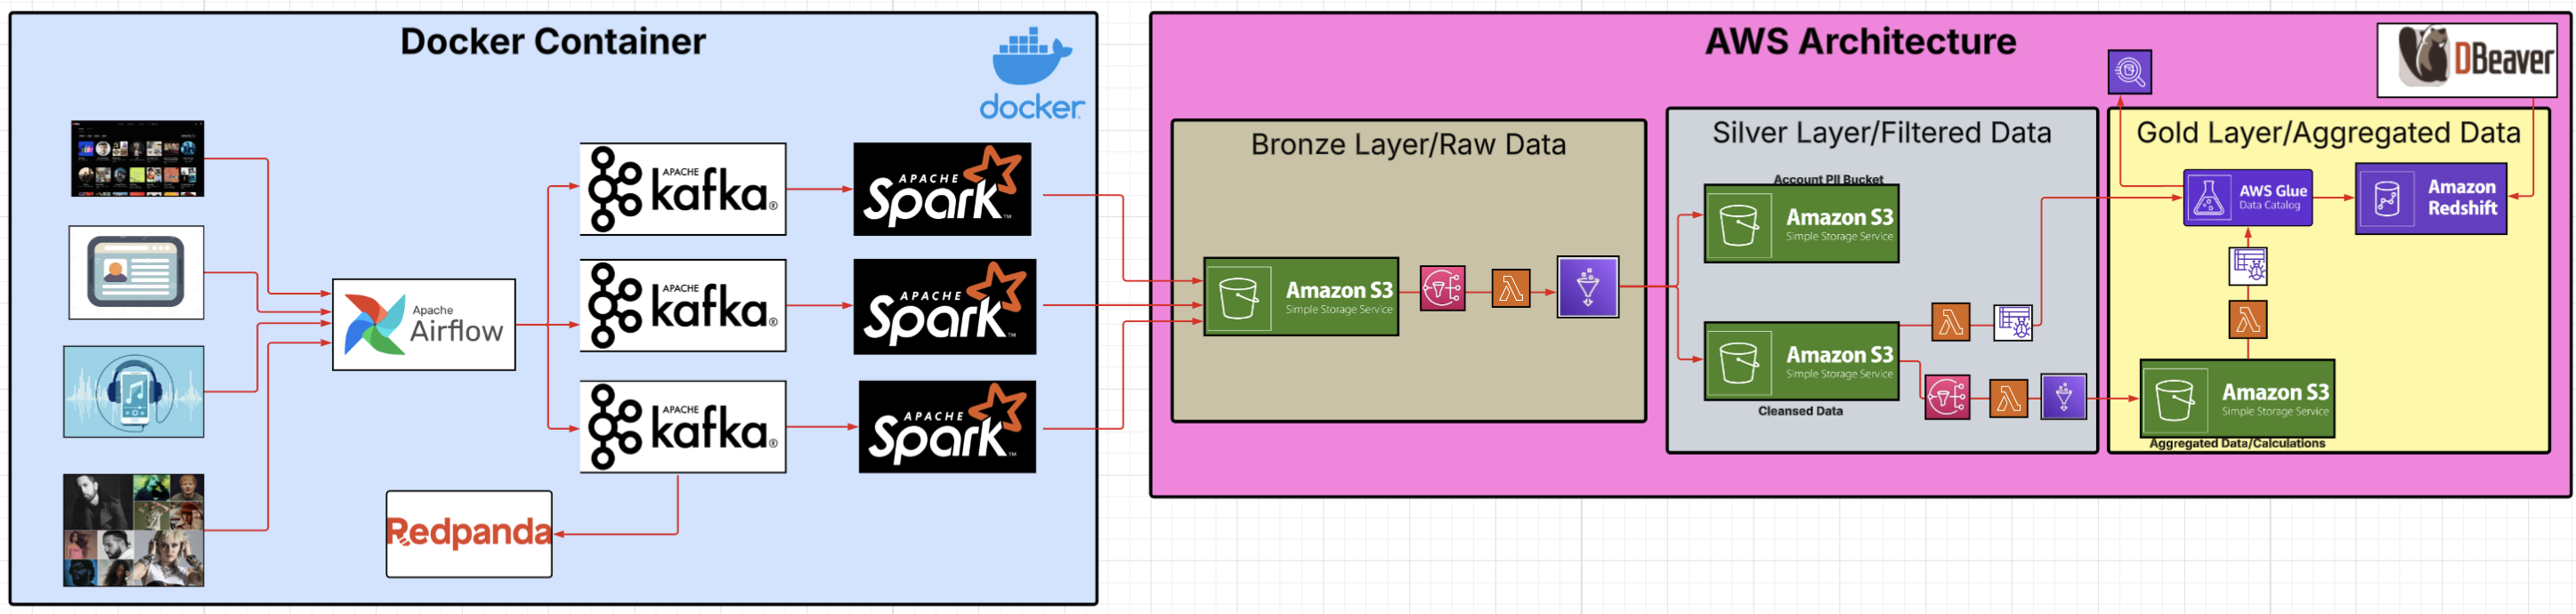 Docker Container
docker
APACHE
kafka®
APACHE
Spark™
Apache
Airflow
APACHE
kafka®
APACHE
Spark™
APACHE
kafka®
APACHE
Spark™
Redpanda
AWS Architecture
DBeaver
Bronze Layer/Raw Data
Amazon S3
Simple Storage Service
Silver Layer/Filtered Data
Account PII Bucket
Amazon S3
Simple Storage Service
Amazon S3
Simple Storage Service
Cleansed Data
Gold Layer/Aggregated Data
AWS Glue
Data Catalog
Amazon
Redshift
Amazon S3
Simple Storage Service
Aggregated Data/Calculations